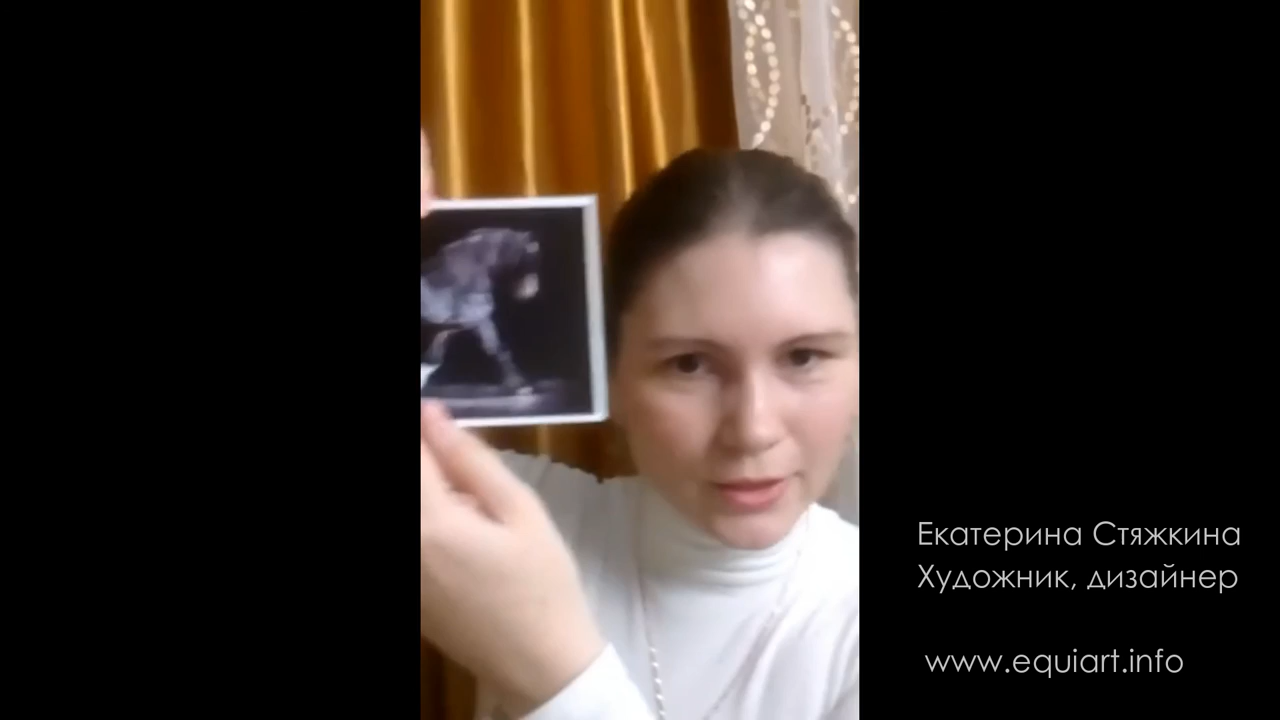 Екатерина Стяжкина
Художник, дизайнер
www.equiart.info